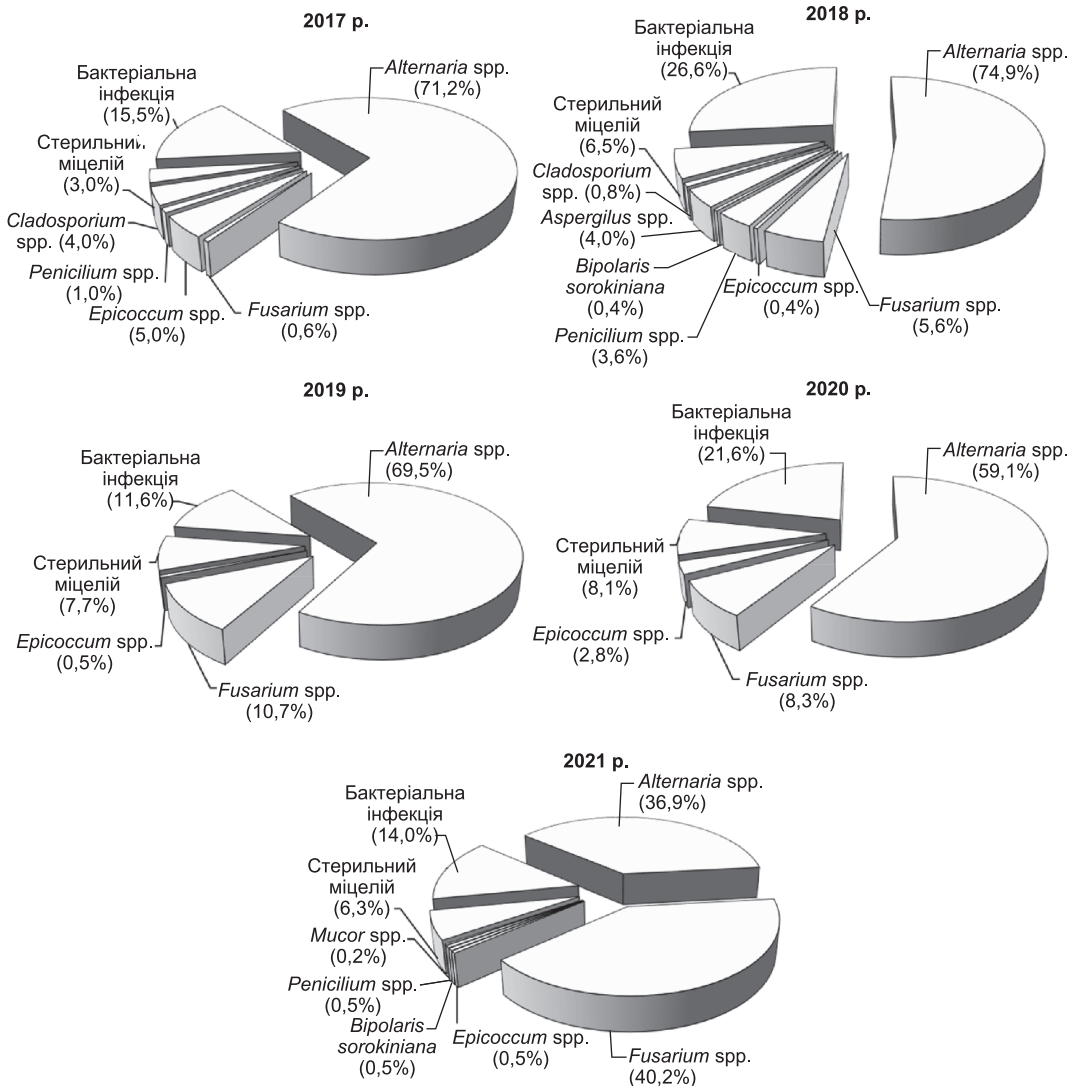 2017 р.
Alternaria spp.
(71,2%)
Бактеріальна
інфекція
(15,5%)
Стерильний
міцелій
(3,0%)
Cladosporium
spp. (4,0%)
Penicilium spp.
(1,0%)
Epicoccum spp.
(5,0%)
Fusarium spp.
(0,6%)
2018 р.
Бактеріальна
інфекція
(26,6%)
Alternaria spp.
(74,9%)
Стерильний
міцелій
(6,5%)
Cladosporium
spp. (0,8%)
Aspergilus spp.
(4,0%)
Bipolaris
sorokiniana
(0,4%)
Penicilium spp.
(3,6%)
Epicoccum spp.
(0,4%)
Fusarium spp.
(5,6%)
2019 р.
Alternaria spp.
(69,5%)
Бактеріальна
інфекція
(11,6%)
Стерильний
міцелій
(7,7%)
Epicoccum spp.
(0,5%)
Fusarium spp.
(10,7%)
2020 р.
Бактеріальна
інфекція
(21,6%)
Alternaria spp.
(59,1%)
Стерильний
міцелій
(8,1%)
Epicoccum spp.
(2,8%)
Fusarium spp.
(8,3%)
2021 р.
Alternaria spp.
(36,9%)
Бактеріальна
інфекція
(14,0%)
Стерильний
міцелій
(6,3%)
Mucor spp.
(0,2%)
Penicilium spp.
(0,5%)
Bipolaris
sorokiniana
(0,5%)
Epicoccum spp.
(0,5%)
Fusarium spp.
(40,2%)